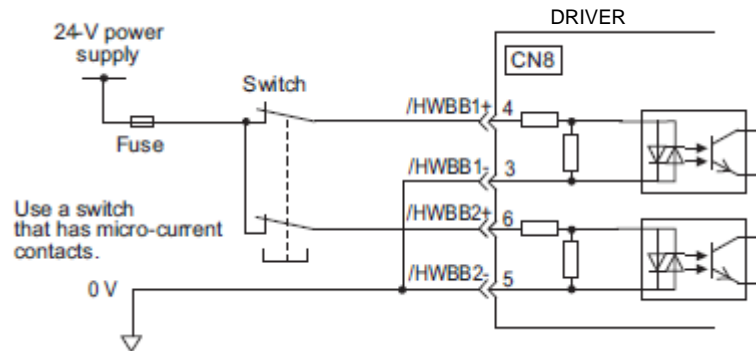 DRIVER
24-V power
supply
CN8
Switch
/HWBB1+ 4
Fuse
/HWBB1- 3
Use a switch
that has micro-current
contacts.
/HWBB2+ 6
0 V
/HWBB2- 5